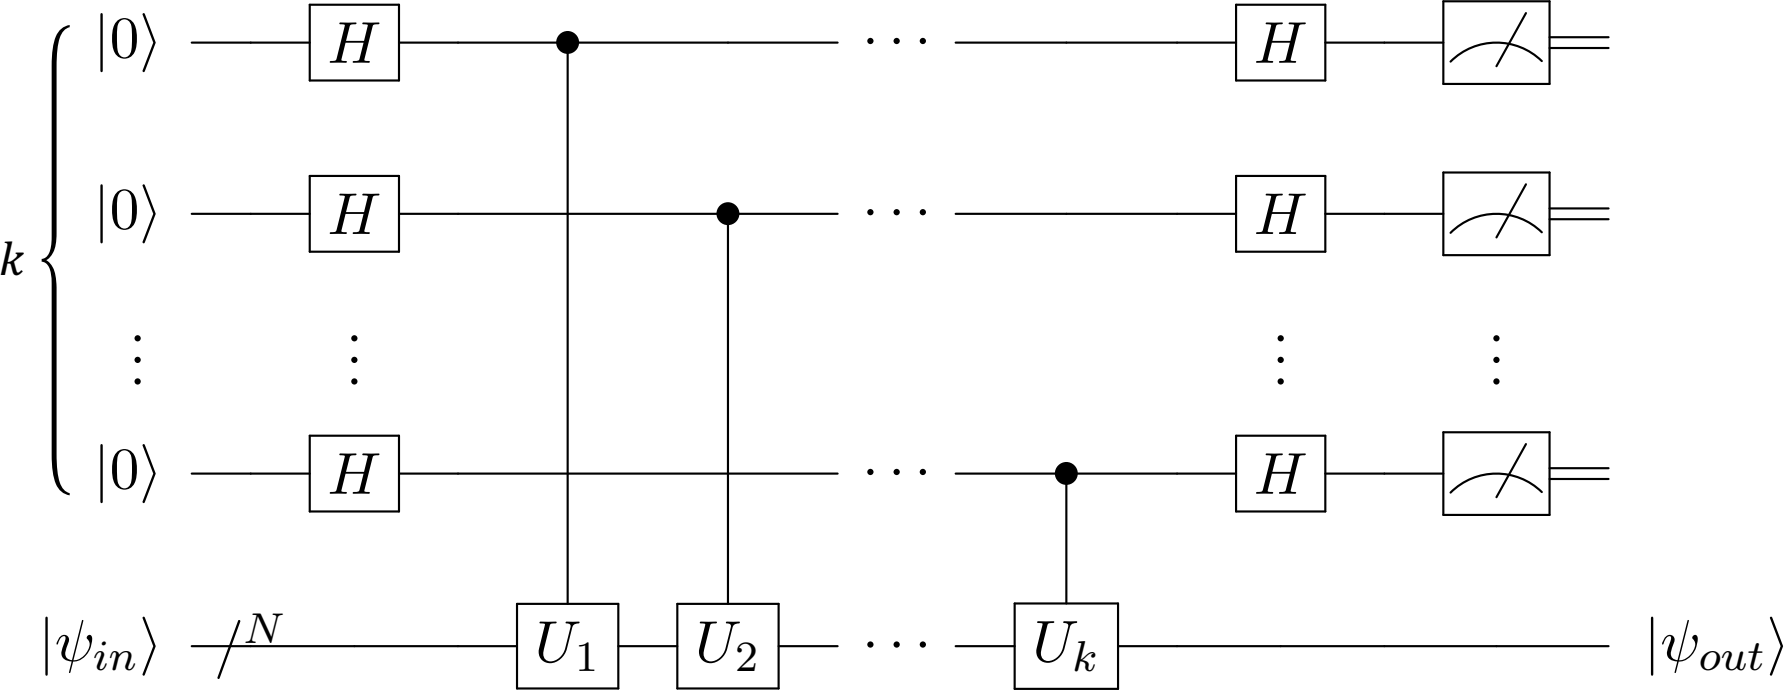 |0⟩ H ⋯ H
|0⟩ H ⋯ H
k
⋮ ⋮ ⋮ ⋮
|0⟩ H ⋯ H
|ψ_in⟩ N U_1 U_2 ⋯ U_k |ψ_out⟩